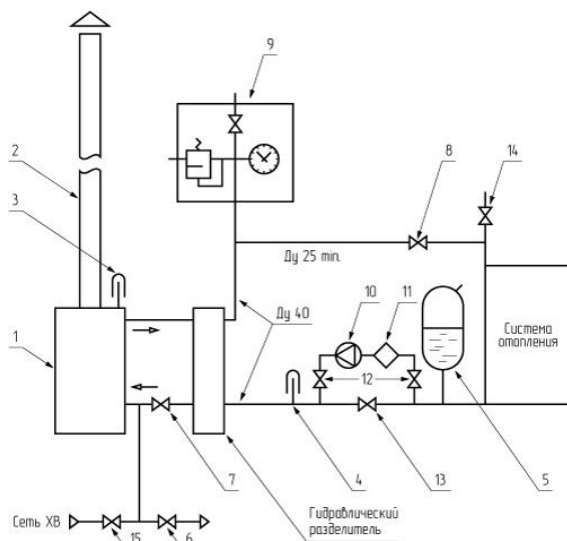 9
2
8
14
3
Ду 25 min.
10
11
Ду 40
1
Система
отопления
12
4
7
13
5
Гидравлический
разделитель
Сеть ХВ
15
6